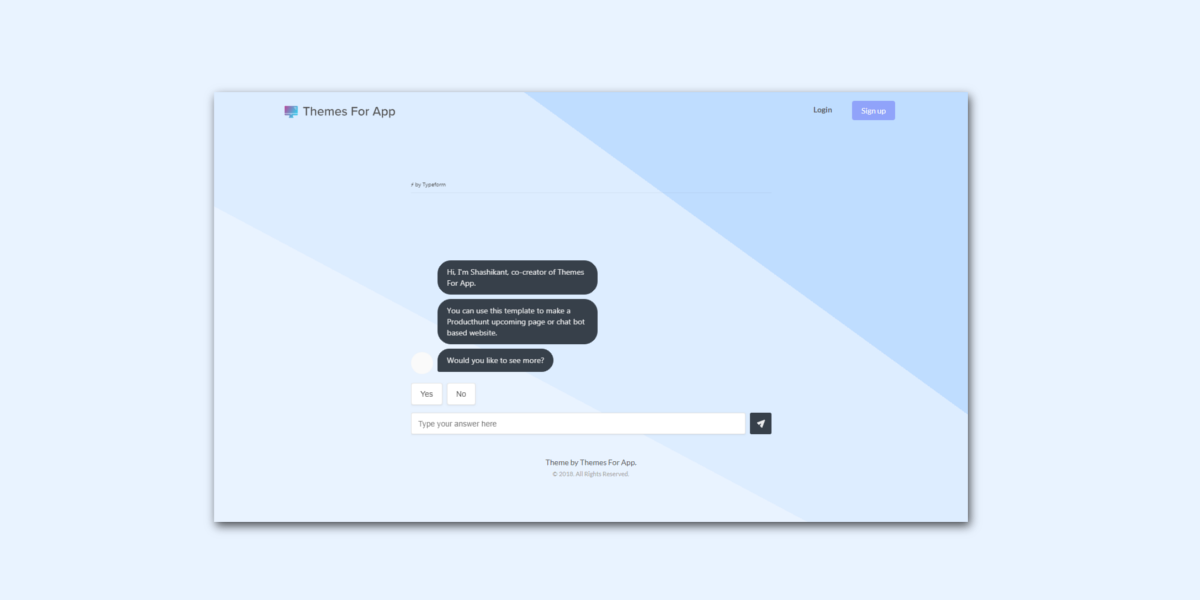 Themes For App
Login
Sign up
⚡ by Typeform
Hi, I'm Shashikant, co-creator of Themes
For App.
You can use this template to make a
Producthunt upcoming page or chat bot
based website.
Would you like to see more?
Yes
No
Type your answer here
Theme by Themes For App.
© 2018. All Rights Reserved.